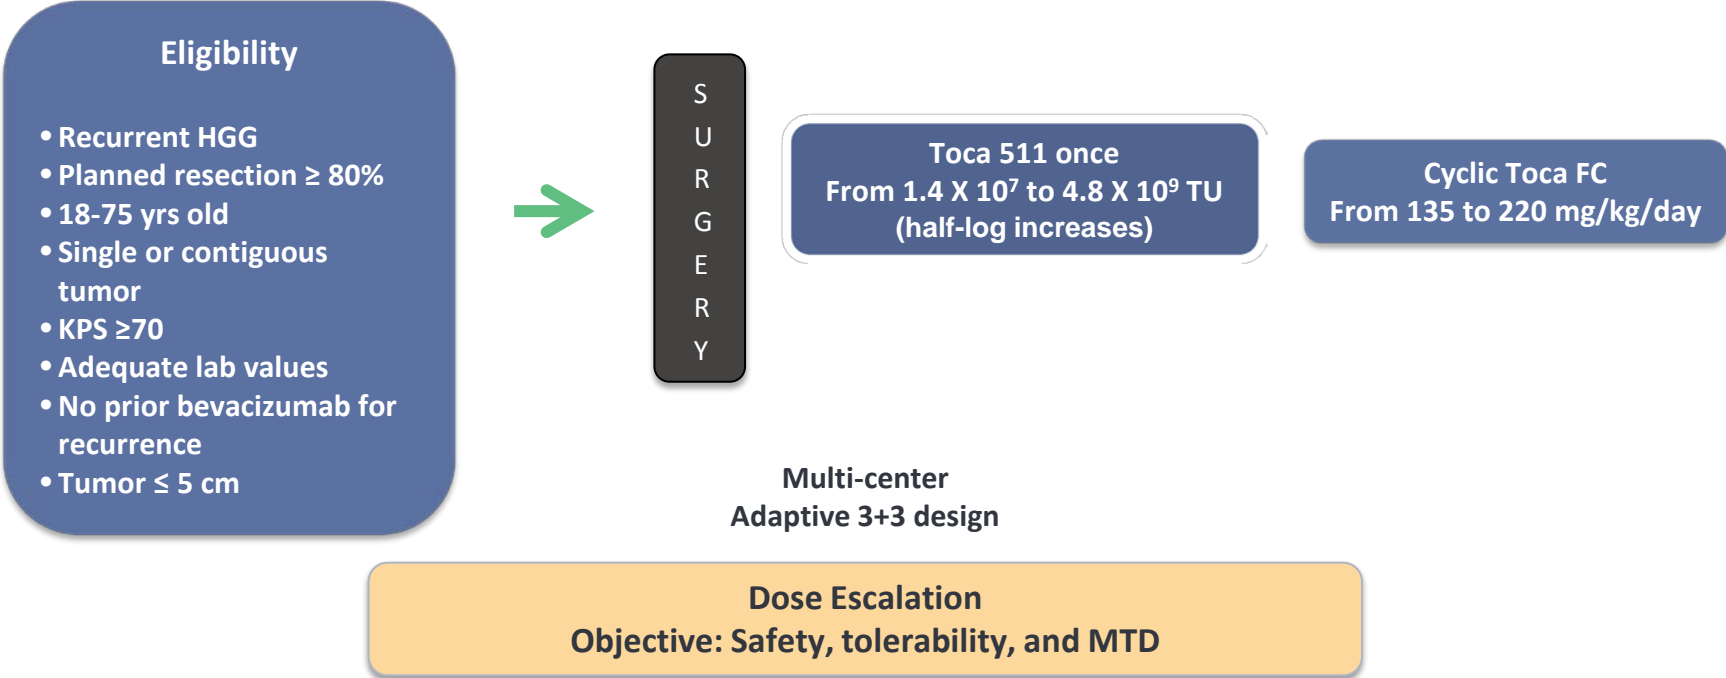 Eligibility
• Recurrent HGG
• Planned resection ≥ 80%
• 18-75 yrs old
• Single or contiguous
tumor
• KPS ≥70
• Adequate lab values
• No prior bevacizumab for
recurrence
• Tumor ≤ 5 cm
S
U
R
G
E
R
Y
Toca 511 once
From 1.4 X 10⁷ to 4.8 X 10⁹ TU
(half-log increases)
Cyclic Toca FC
From 135 to 220 mg/kg/day
Multi-center
Adaptive 3+3 design
Dose Escalation
Objective: Safety, tolerability, and MTD